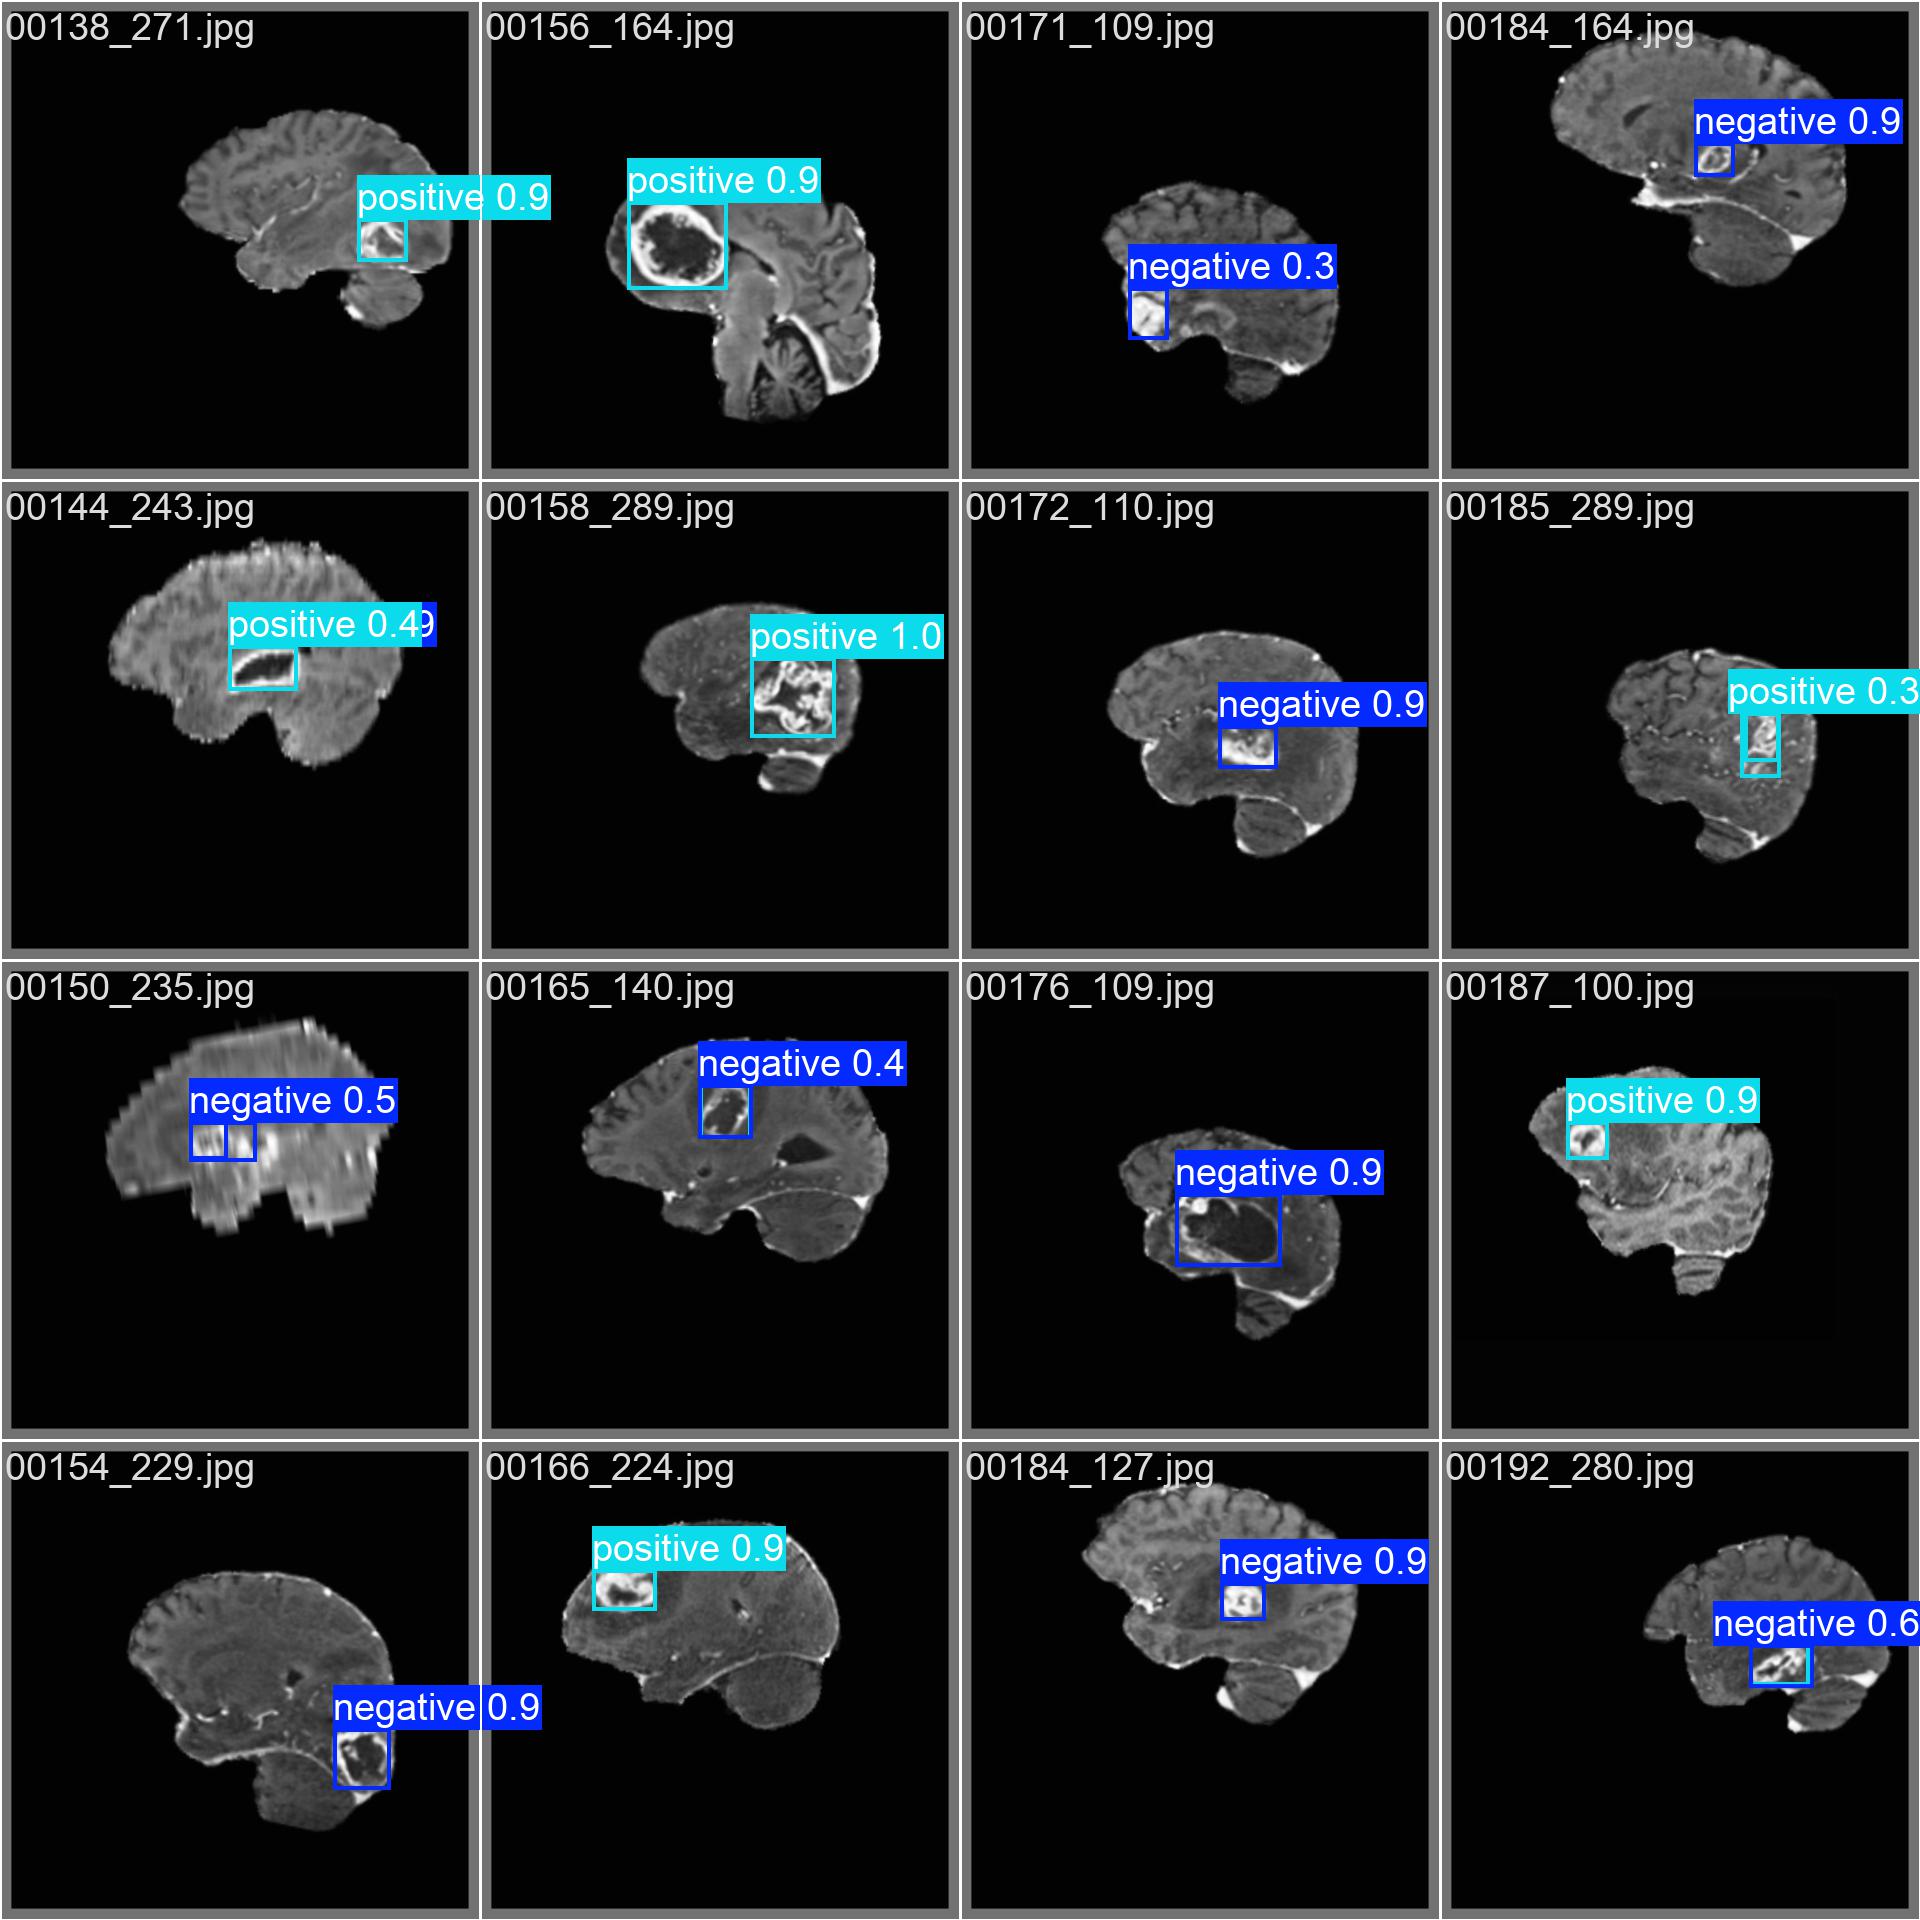 00138_271.jpg
positive 0.9
00156_164.jpg
positive 0.9
00171_109.jpg
negative 0.3
00184_164.jpg
negative 0.9
00144_243.jpg
positive 0.4
9
00158_289.jpg
positive 1.0
00172_110.jpg
negative 0.9
00185_289.jpg
positive 0.3
00150_235.jpg
negative 0.5
00165_140.jpg
negative 0.4
00176_109.jpg
negative 0.9
00187_100.jpg
positive 0.9
00154_229.jpg
negative 0.9
00166_224.jpg
positive 0.9
00184_127.jpg
negative 0.9
00192_280.jpg
negative 0.6